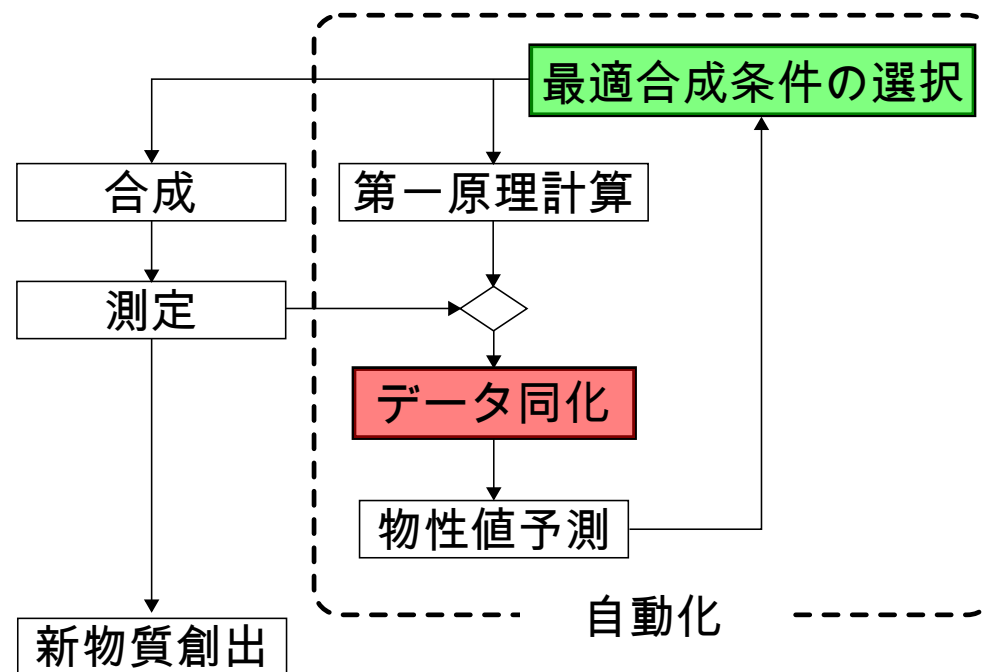 最適合成条件の選択
合成
第一原理計算
測定
データ同化
物性値予測
自動化
新物質創出